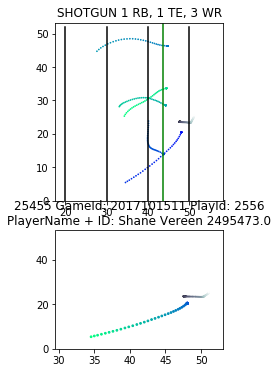 SHOTGUN 1 RB, 1 TE, 3 WR
50
40
30
20
10
0
20 30 40 50
25455 GameId: 2017101511 PlayId: 2556
PlayerName + ID: Shane Vereen 2495473.0
40
20
0
30 35 40 45 50